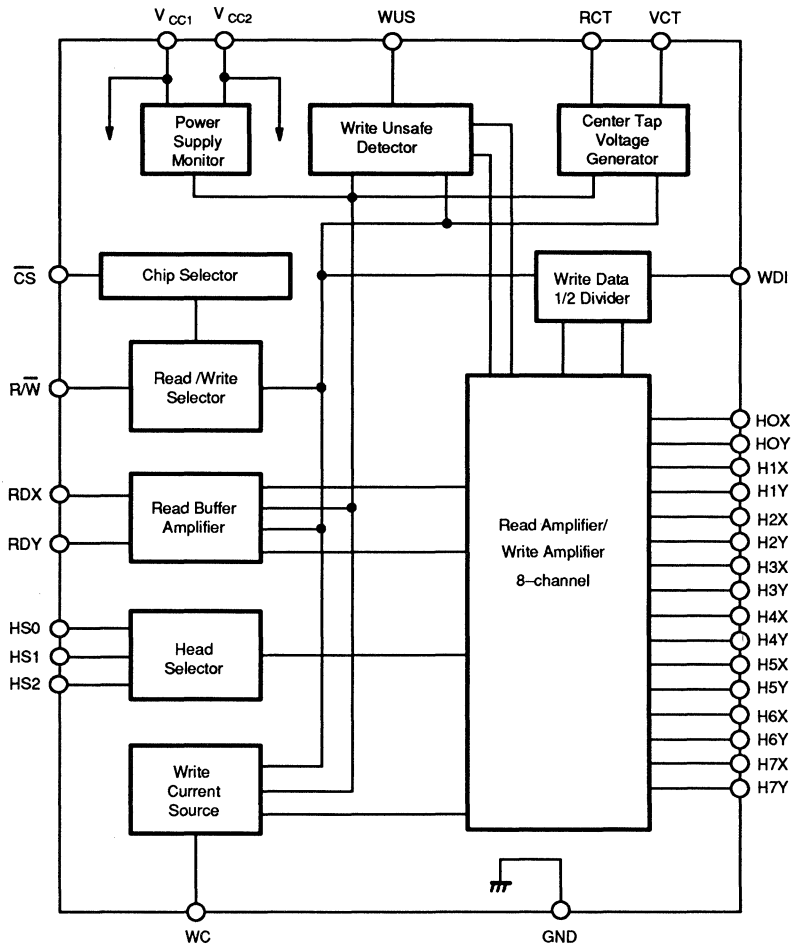 V CC1 V CC2 WUS RCT VCT
Power
Supply
Monitor
Write Unsafe
Detector
Center Tap
Voltage
Generator
CS
Chip Selector
Write Data
1/2 Divider
WDI
R/W
Read /Write
Selector
HOX
HOY
H1X
H1Y
H2X
H2Y
H3X
H3Y
H4X
H4Y
H5X
H5Y
H6X
H6Y
H7X
H7Y
RDX
RDY
Read Buffer
Amplifier
Read Amplifier/
Write Amplifier
8–channel
HS0
HS1
HS2
Head
Selector
Write
Current
Source
WC
GND